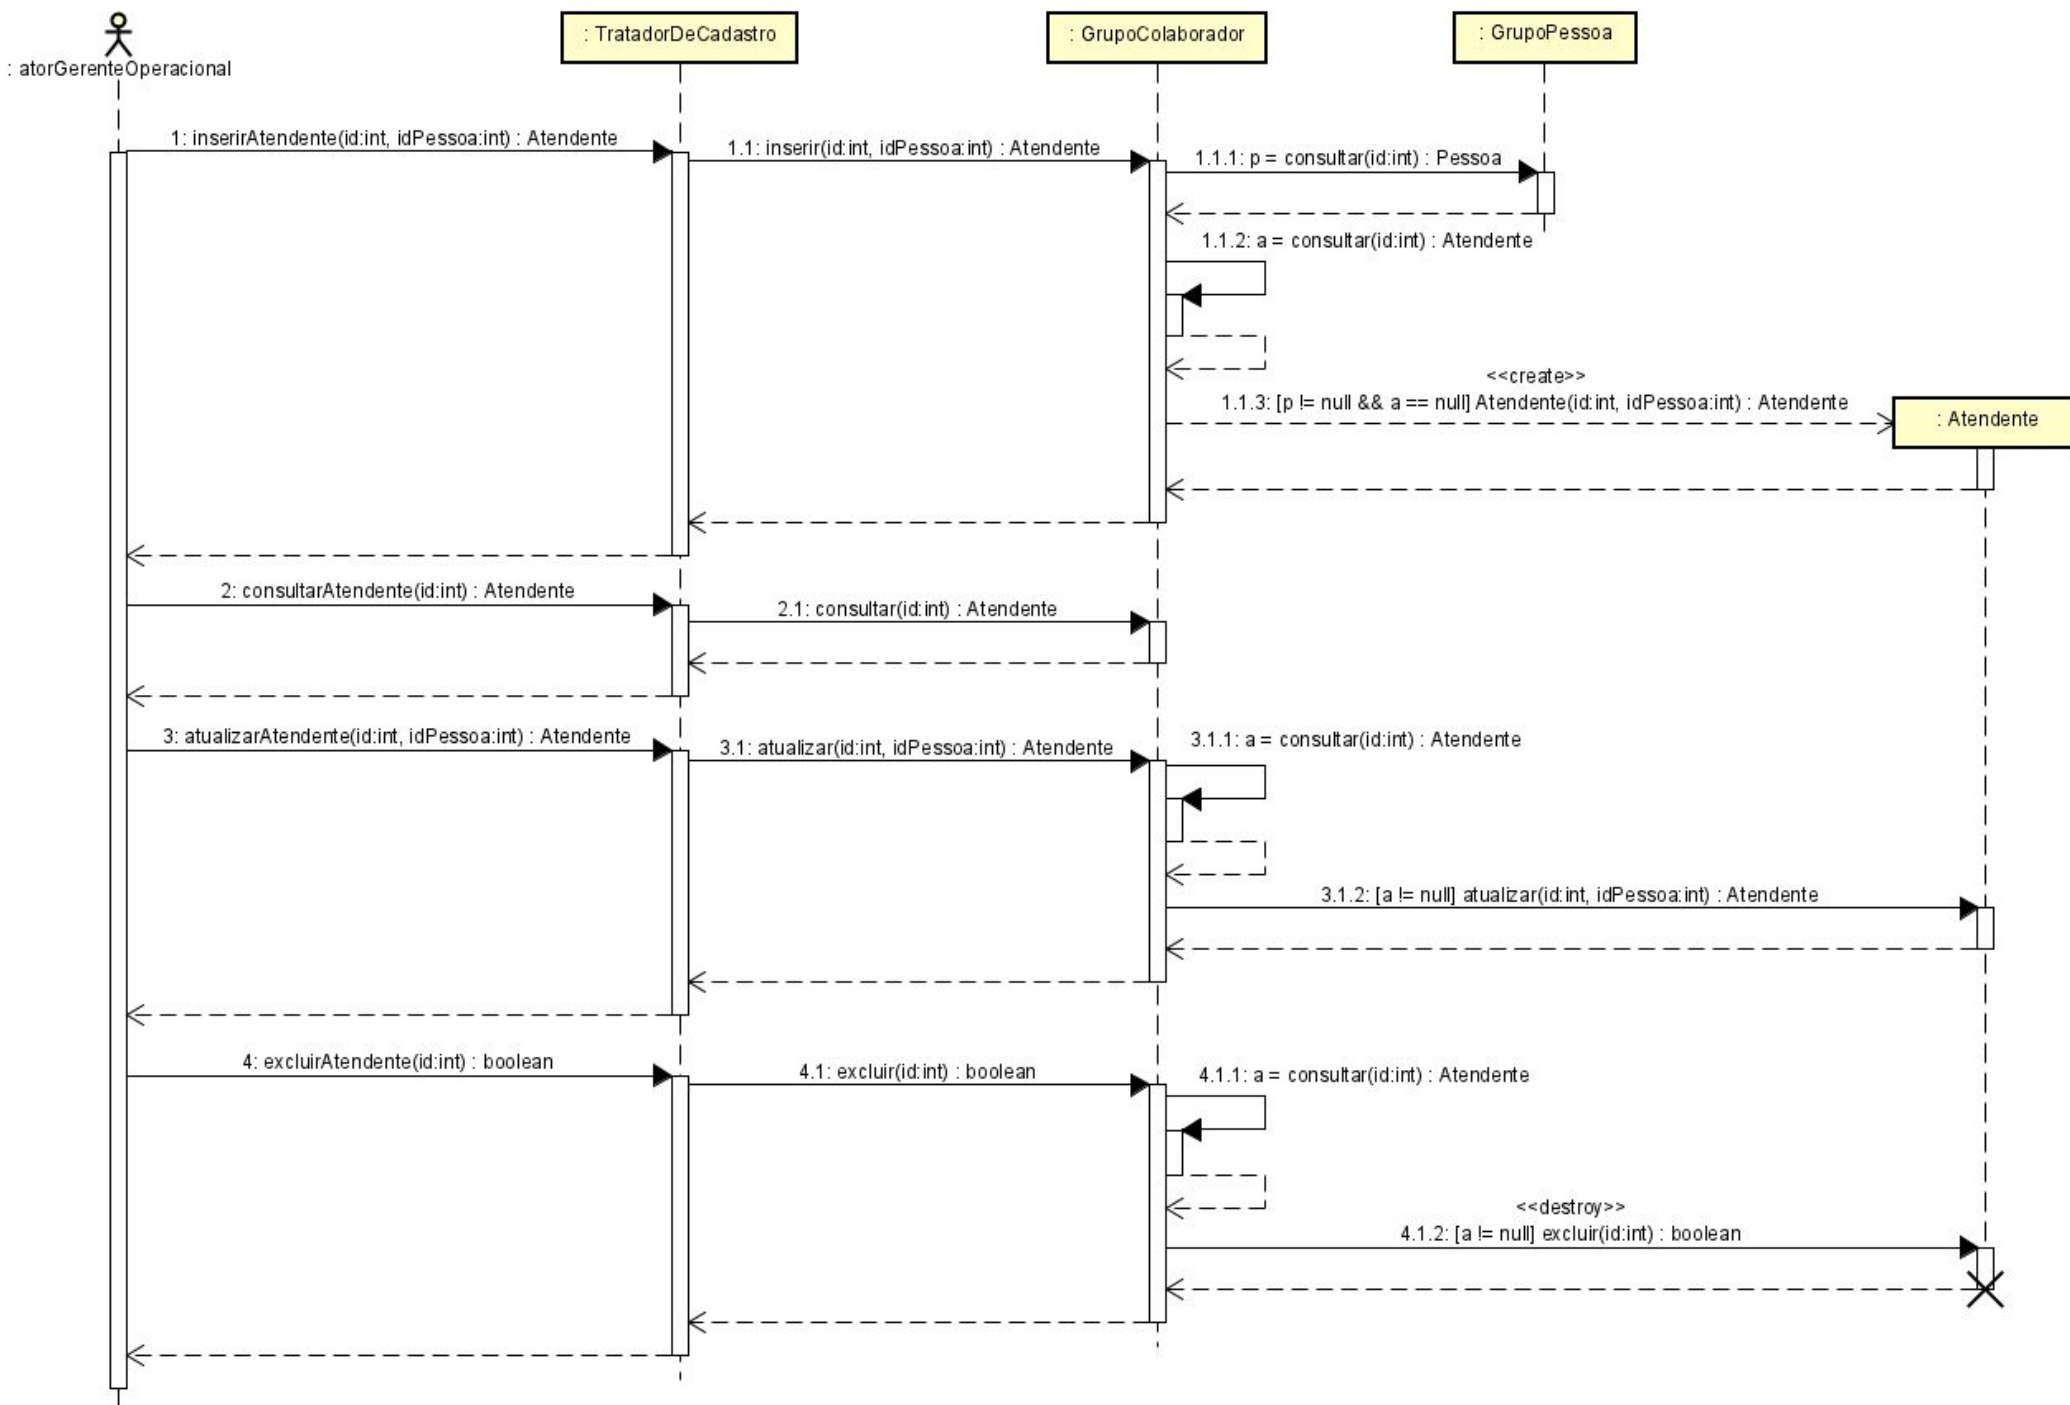 : atorGerenteOperacional
: TratadorDeCadastro
: GrupoColaborador
: GrupoPessoa
1: inserirAtendente(id:int, idPessoa:int) : Atendente
1.1: inserir(id:int, idPessoa:int) : Atendente
1.1.1: p = consultar(id:int) : Pessoa
1.1.2: a = consultar(id:int) : Atendente
<<create>>
1.1.3: [p != null && a == null] Atendente(id:int, idPessoa:int) : Atendente
: Atendente
2: consultarAtendente(id:int) : Atendente
2.1: consultar(id:int) : Atendente
3: atualizarAtendente(id:int, idPessoa:int) : Atendente
3.1: atualizar(id:int, idPessoa:int) : Atendente
3.1.1: a = consultar(id:int) : Atendente
3.1.2: [a != null] atualizar(id:int, idPessoa:int) : Atendente
4: excluirAtendente(id:int) : boolean
4.1: excluir(id:int) : boolean
4.1.1: a = consultar(id:int) : Atendente
<<destroy>>
4.1.2: [a != null] excluir(id:int) : boolean